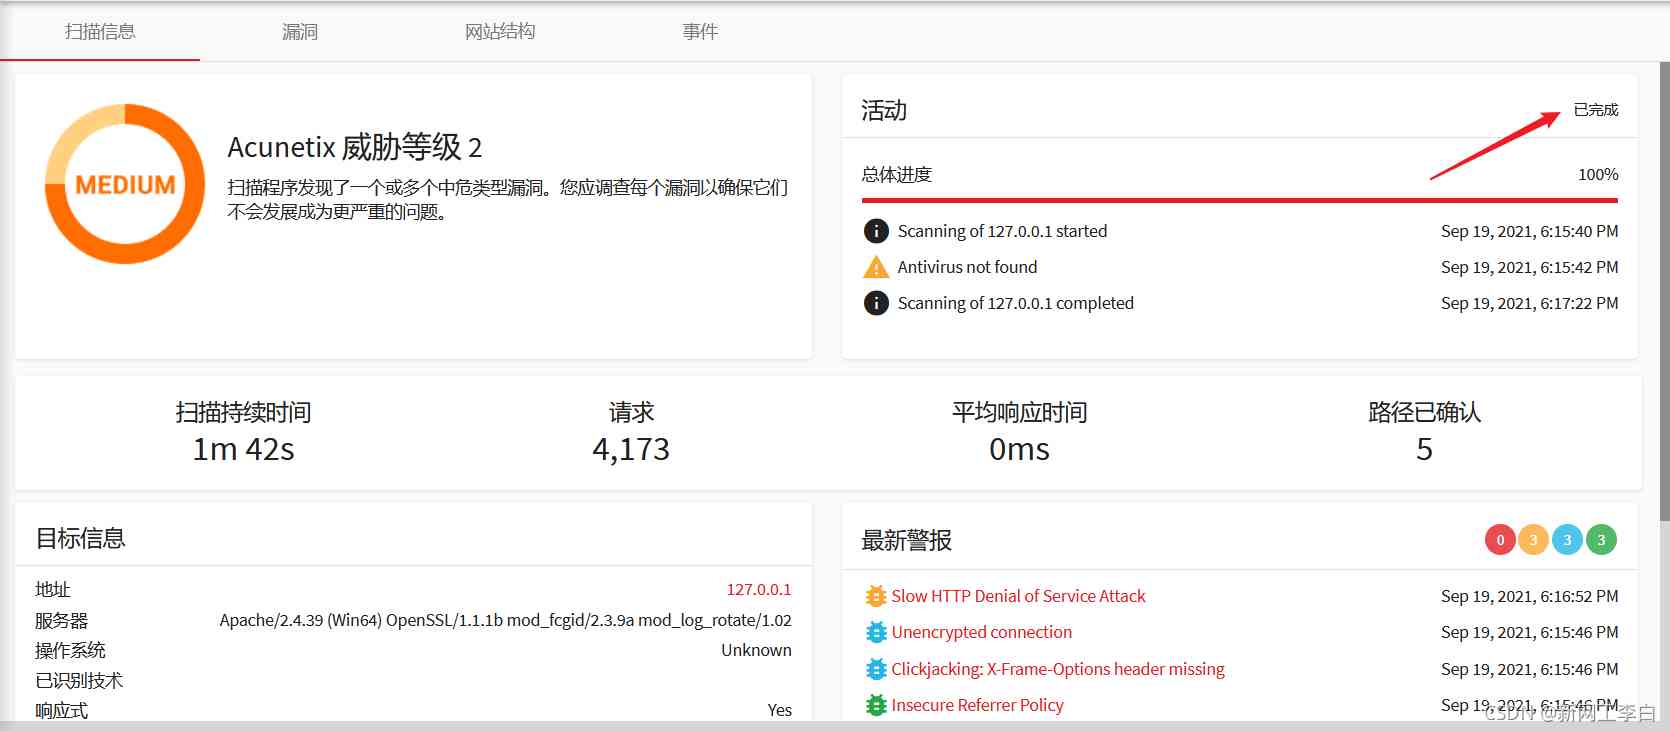 扫描信息
漏洞
网站结构
事件
MEDIUM
Acunetix 威胁等级 2
扫描程序发现了一个或多个中危类型漏洞。您应调查每个漏洞以确保它们
不会发展成为更严重的问题。
活动
已完成
总体进度
100%
Scanning of 127.0.0.1 started
Sep 19, 2021, 6:15:40 PM
Antivirus not found
Sep 19, 2021, 6:15:42 PM
Scanning of 127.0.0.1 completed
Sep 19, 2021, 6:17:22 PM
扫描持续时间
1m 42s
请求
4,173
平均响应时间
0ms
路径已确认
5
目标信息
地址
127.0.0.1
服务器
Apache/2.4.39 (Win64) OpenSSL/1.1.1b mod_fcgid/2.3.9a mod_log_rotate/1.02
操作系统
Unknown
已识别技术
响应式
Yes
最新警报
0 3 3 3
Slow HTTP Denial of Service Attack
Sep 19, 2021, 6:16:52 PM
Unencrypted connection
Sep 19, 2021, 6:15:46 PM
Clickjacking: X-Frame-Options header missing
Sep 19, 2021, 6:15:46 PM
Insecure Referrer Policy
Sep 19, 2021, 6:15:46 PM
CSDN @新网工李白